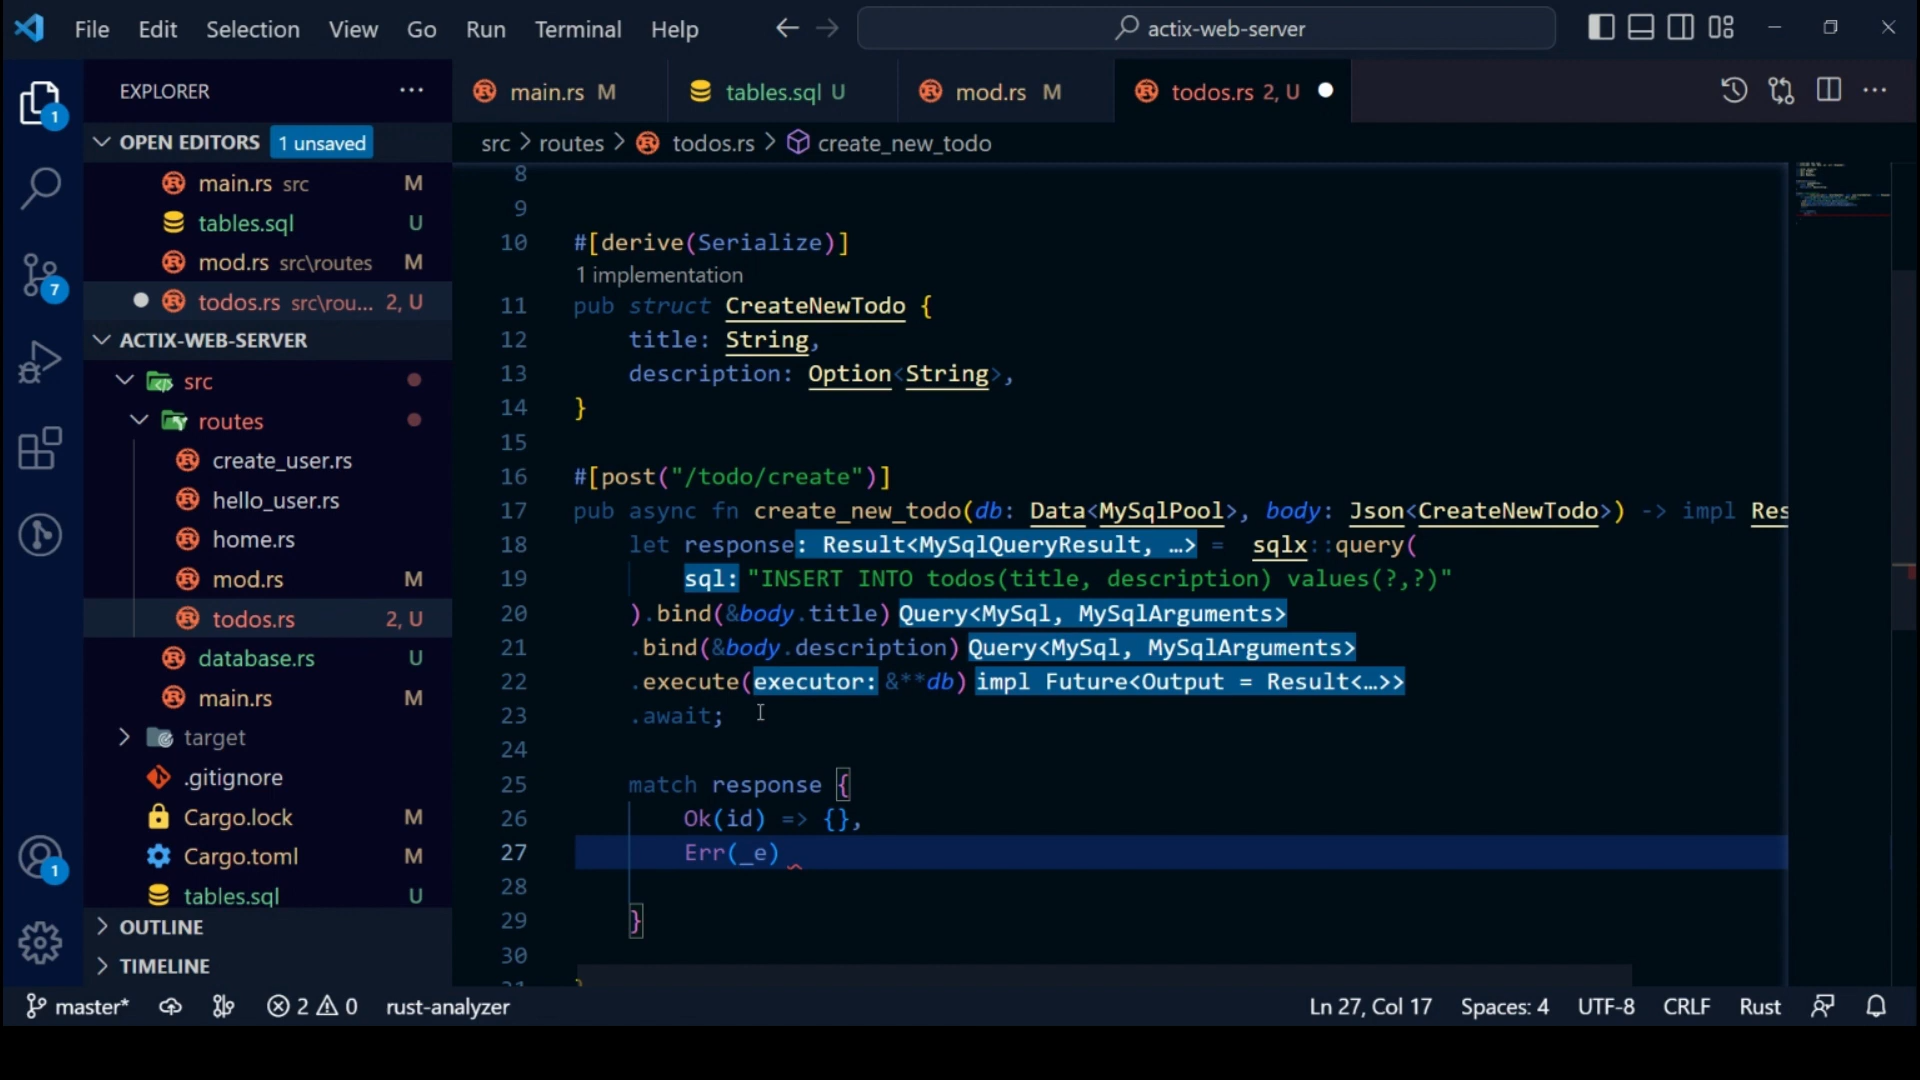 File Edit Selection View Go Run Terminal Help
actix-web-server
EXPLORER
main.rs M
tables.sql U
mod.rs M
todos.rs 2, U
1
OPEN EDITORS 1 unsaved
src > routes > todos.rs > create_new_todo
main.rs src M
tables.sql U
mod.rs src\routes M
todos.rs src\rou... 2, U
7
ACTIX-WEB-SERVER
src
routes
create_user.rs
hello_user.rs
home.rs
mod.rs M
todos.rs 2, U
database.rs U
main.rs M
target
.gitignore
Cargo.lock M
Cargo.toml M
tables.sql U
1
OUTLINE
TIMELINE
8
9
10 #[derive(Serialize)]
1 implementation
11 pub struct CreateNewTodo {
12 title: String,
13 description: Option<String>,
14 }
15
16 #[post("/todo/create")]
17 pub async fn create_new_todo(db: Data<MySqlPool>, body: Json<CreateNewTodo>) -> impl Res
18 let response: Result<MySqlQueryResult, …> = sqlx::query(
19 sql: "INSERT INTO todos(title, description) values(?,?)"
20 ).bind(&body.title) Query<MySql, MySqlArguments>
21 .bind(&body.description) Query<MySql, MySqlArguments>
22 .execute(executor: &**db) impl Future<Output = Result<…>>
23 .await;
24
25 match response {
26 Ok(id) => {},
27 Err(_e)
28
29 }
30
master* 2 0 rust-analyzer
Ln 27, Col 17 Spaces: 4 UTF-8 CRLF Rust